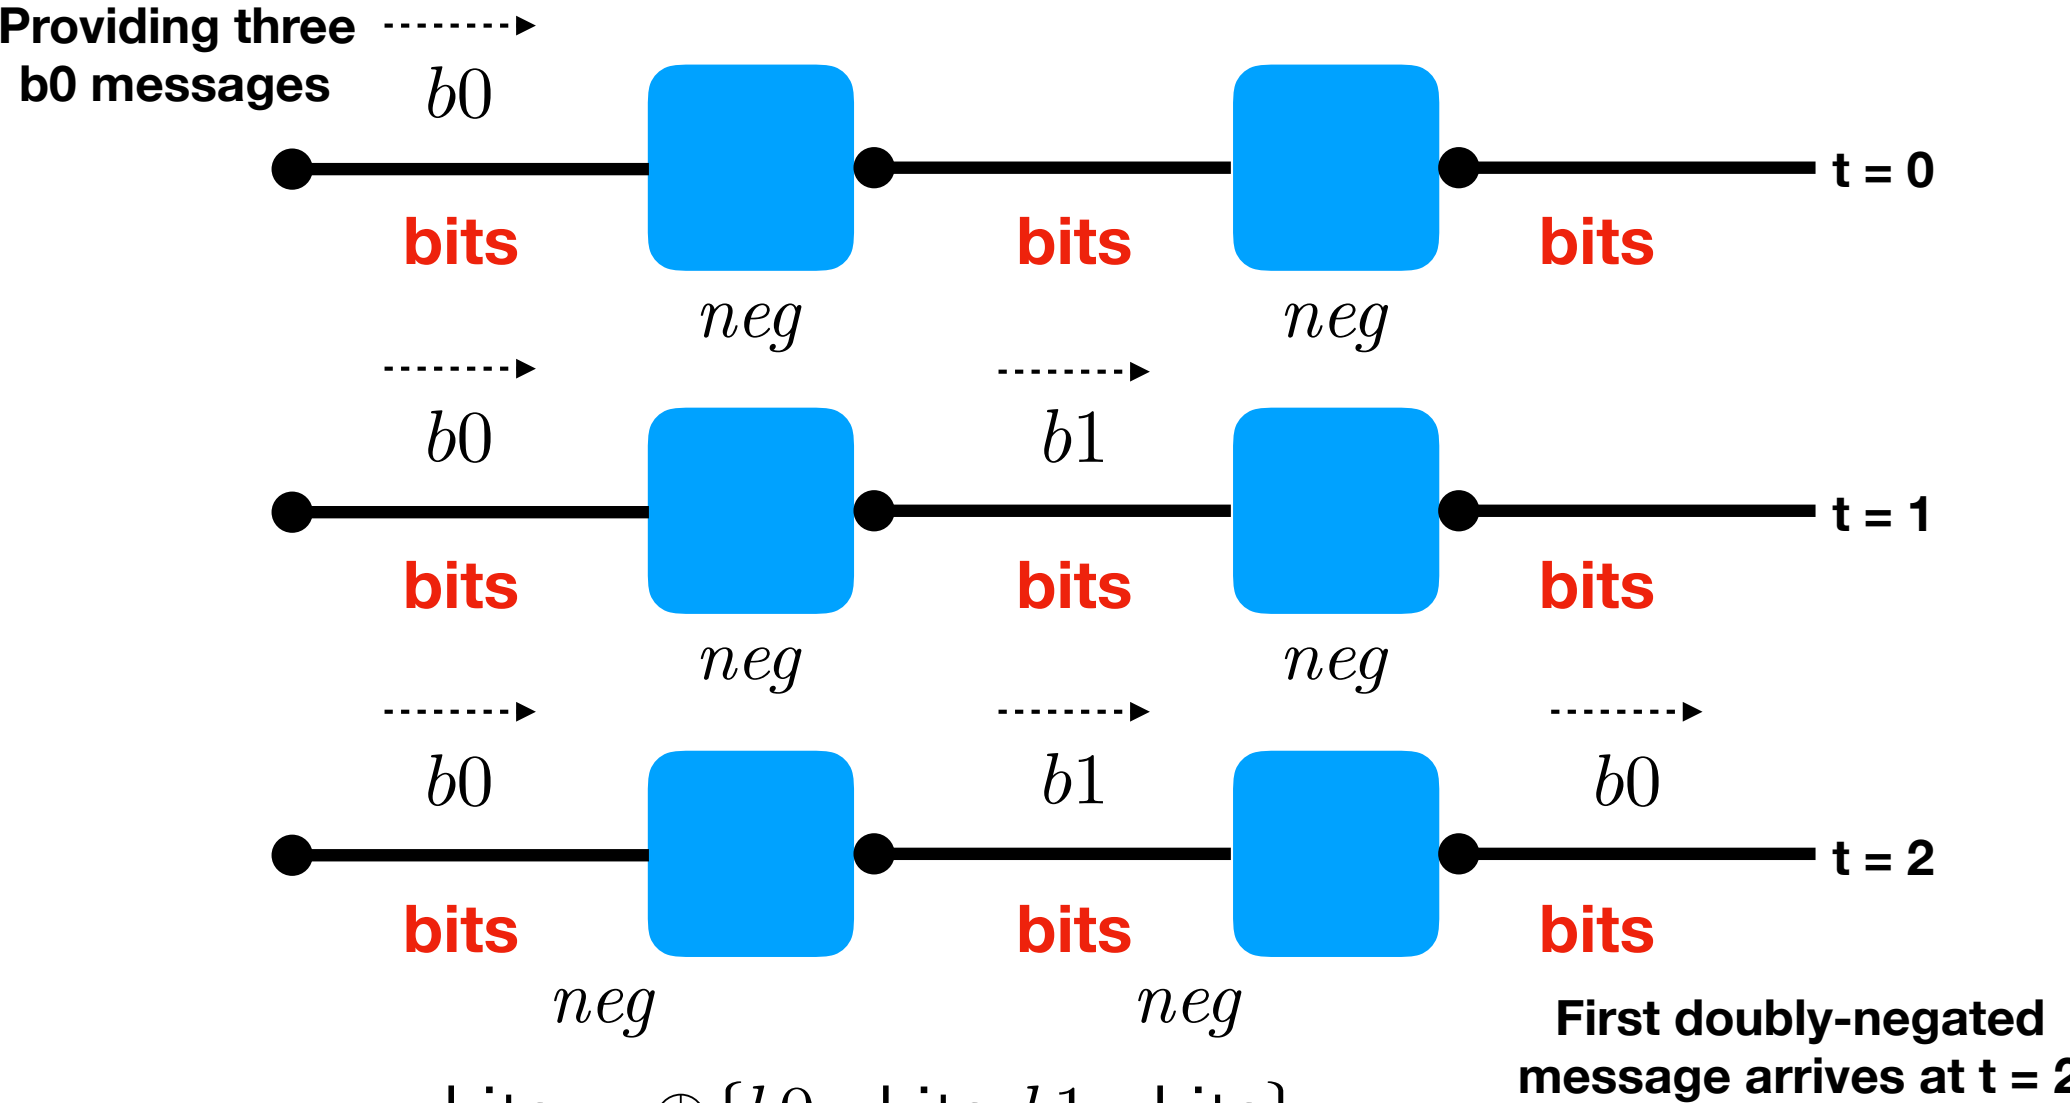 Providing three
b0 messages
b0
t = 0
bits bits bits
neg neg
b0 b1
t = 1
bits bits bits
neg neg
b0 b1 b0
t = 2
bits bits bits
neg neg
First doubly-negated
message arrives at t = 2